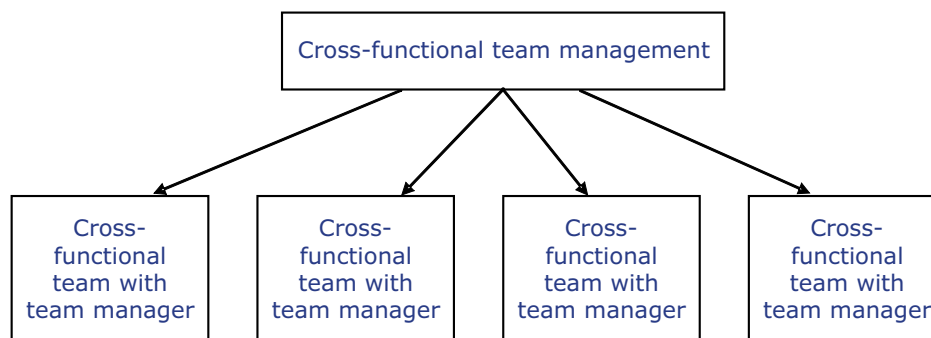 Cross-functional team management
Cross-
functional
team with
team manager
Cross-
functional
team with
team manager
Cross-
functional
team with
team manager
Cross-
functional
team with
team manager